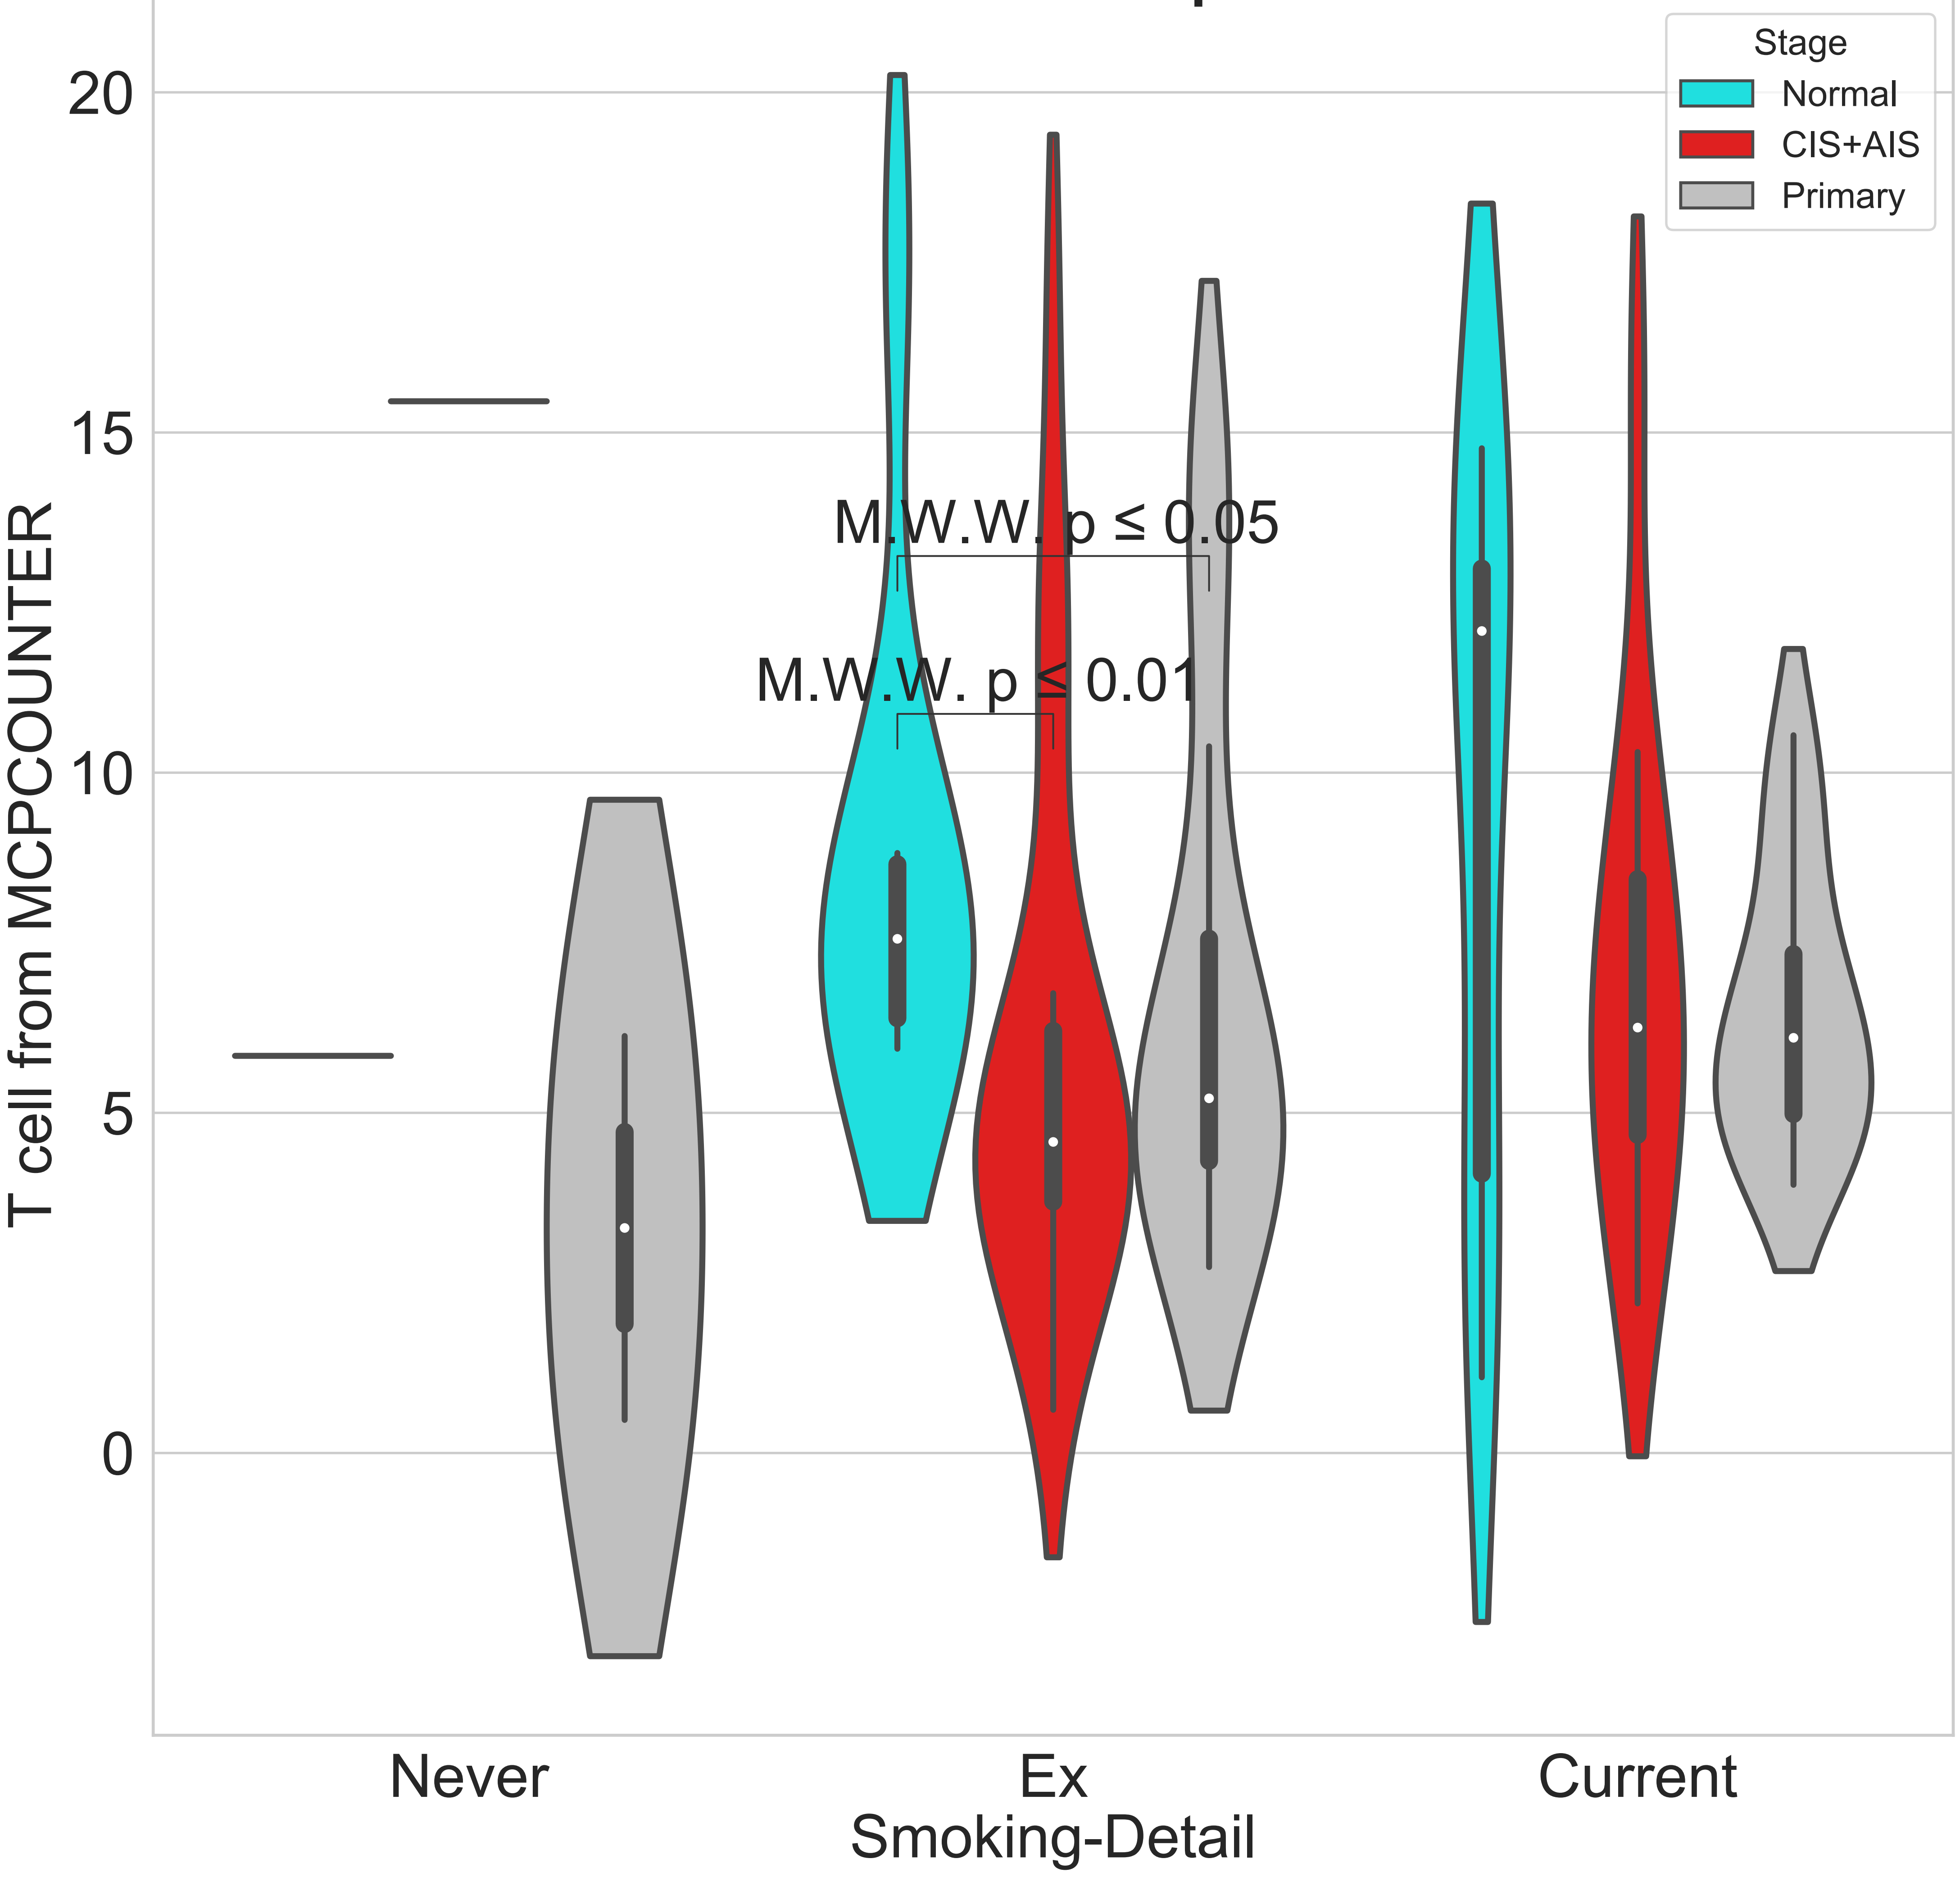 Stage
Normal
CIS+AIS
Primary
T cell from MCPCOUNTER
20
15
10
5
0
M.W.W. p ≤ 0.05
M.W.W. p ≤ 0.01
Never
Ex
Current
Smoking-Detail